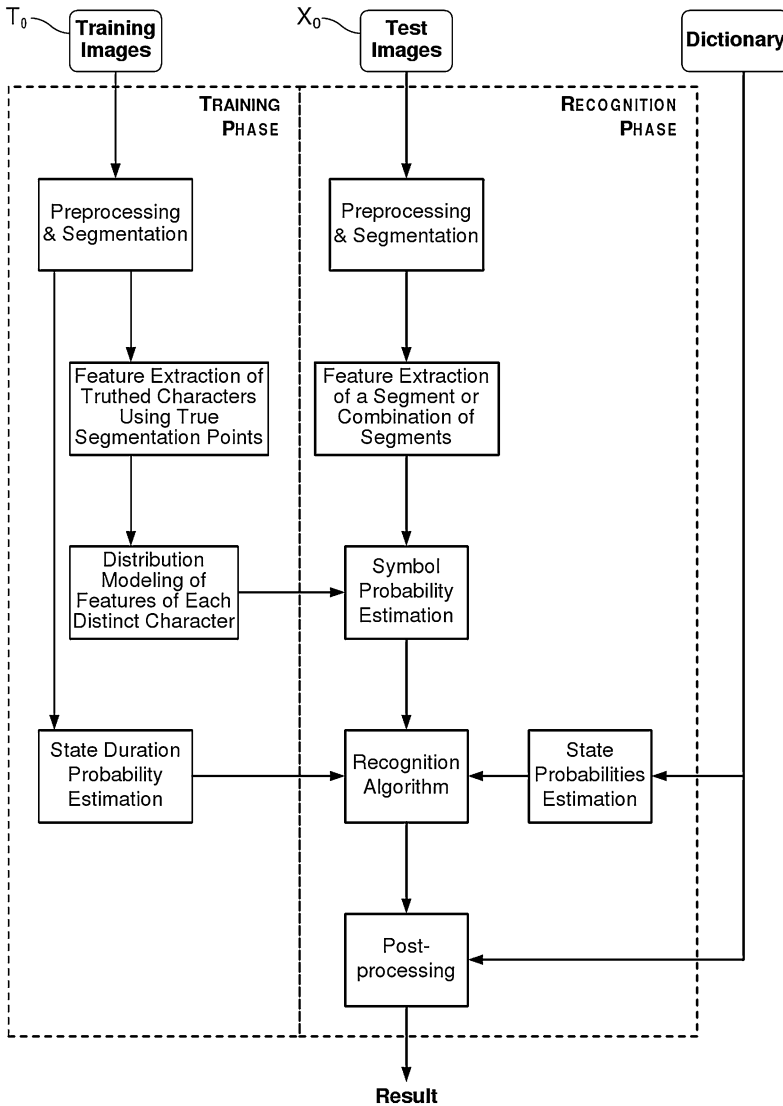 T₀
Training
Images
X₀
Test
Images
Dictionary
TRAINING
PHASE
RECOGNITION
PHASE
Preprocessing
& Segmentation
Preprocessing
& Segmentation
Feature Extraction of
Truthed Characters
Using True
Segmentation Points
Feature Extraction
of a Segment or
Combination of
Segments
Distribution
Modeling of
Features of Each
Distinct Character
Symbol
Probability
Estimation
State Duration
Probability
Estimation
Recognition
Algorithm
State
Probabilities
Estimation
Post-
processing
Result